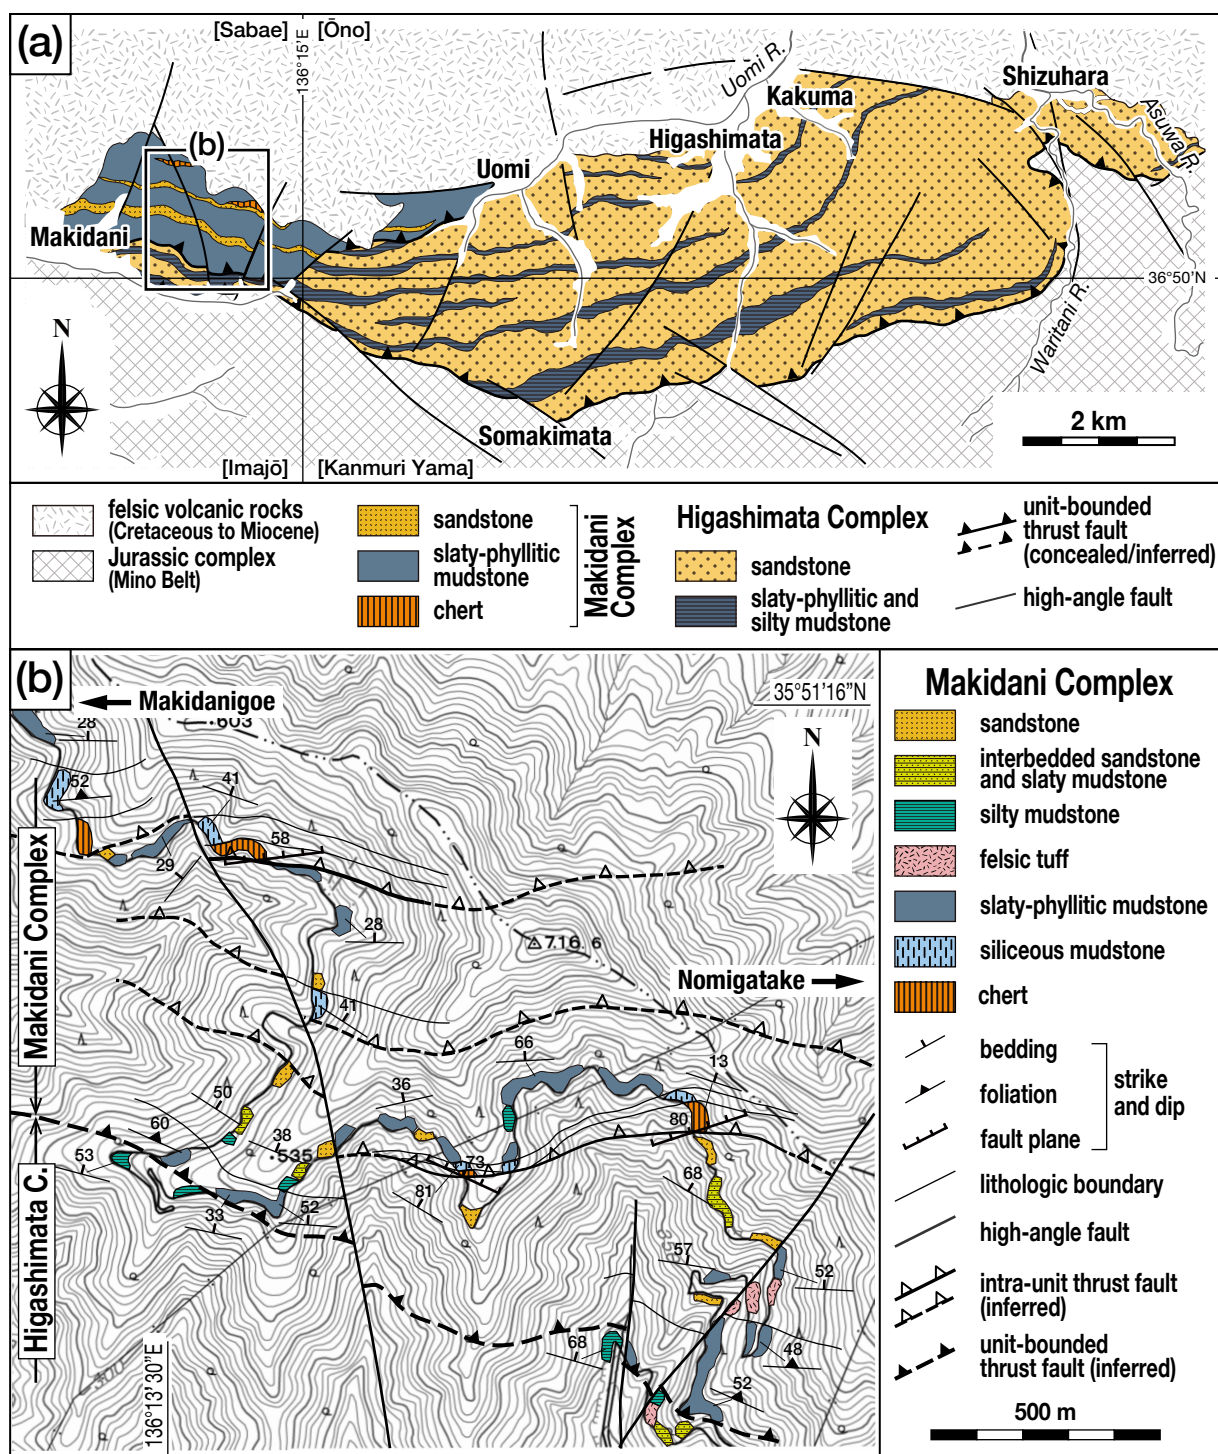 (a)
[Sabae]
[Ōno]
136°15'E
Uomi R.
Shizuhara
Kakuma
Asuwa R.
Higashimata
(b)
Uomi
Makidani
36°50'N
Waritani R.
N
2 km
Somakimata
[Imajō]
[Kanmuri Yama]
felsic volcanic rocks
(Cretaceous to Miocene)
Jurassic complex
(Mino Belt)
sandstone
slaty-phyllitic
mudstone
chert
Makidani
Complex
Higashimata Complex
sandstone
slaty-phyllitic and
silty mudstone
unit-bounded
thrust fault
(concealed/inferred)
high-angle fault
(b)
Makidanigoe
35°51'16"N
603
28
N
52
41
58
29
28
716.6
Nomigatake
41
66
13
36
50
60
38
535
80
53
73
68
81
33
52
57
52
68
48
52
300
Makidani Complex
Higashimata C.
136°13'30"E
Makidani Complex
sandstone
interbedded sandstone
and slaty mudstone
silty mudstone
felsic tuff
slaty-phyllitic mudstone
siliceous mudstone
chert
bedding
foliation
fault plane
strike
and dip
lithologic boundary
high-angle fault
intra-unit thrust fault
(inferred)
unit-bounded
thrust fault (inferred)
500 m